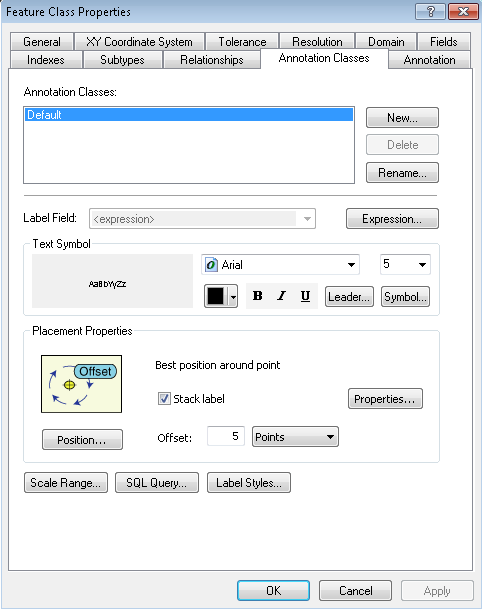 Feature Class Properties
General XY Coordinate System Tolerance Resolution Domain Fields
Indexes Subtypes Relationships Annotation Classes Annotation
Annotation Classes:
Default
New...
Delete
Rename...
Label Field: <expression> Expression...
Text Symbol
AaBbYyZz
Arial 5
B I U Leader... Symbol...
Placement Properties
Offset
Best position around point
Stack label
Properties...
Position...
Offset: 5 Points
Scale Range... SQL Query... Label Styles...
OK Cancel Apply